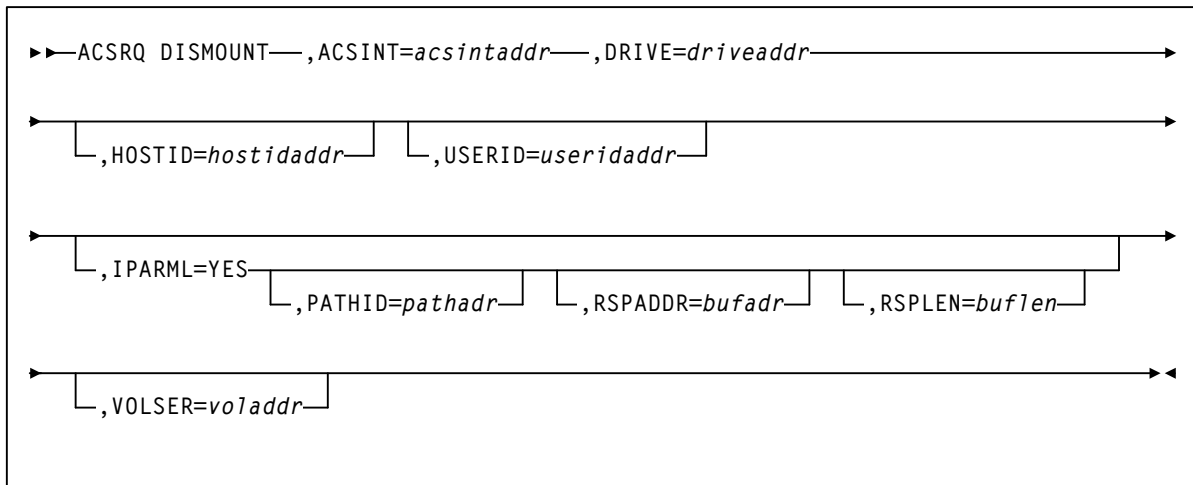 ACSRQ DISMOUNT ,ACSINT=acsintaddr ,DRIVE=driveaddr
,HOSTID=hostidaddr ,USERID=useridaddr
,IPARML=YES
,PATHID=pathadr ,RSPADDR=bufadr ,RSPLEN=buflen
,VOLSER=voladdr